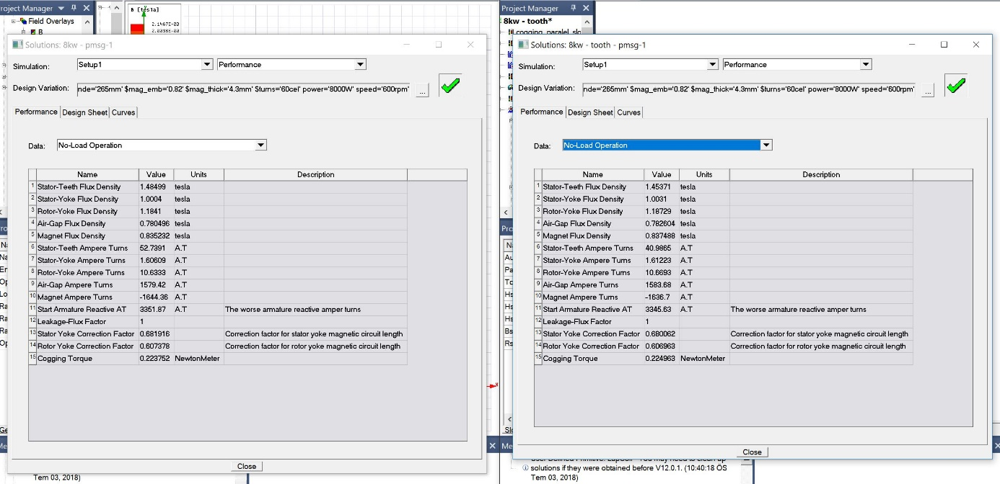 Project Manager
Field Overlays
B
B [tesla]
2.1467E+00
2.0038E+00
Solutions: 8kw - pmsg-1
Simulation:
Setup1
Performance
Design Variation:
nde='265mm' $mag_emb='0.82' $mag_thick='4.3mm' $turns='60cel' power='8000W' speed='600rpm'
...
Performance Design Sheet Curves
Data:
No-Load Operation
Name Value Units Description
1 Stator-Teeth Flux Density 1.48499 tesla
2 Stator-Yoke Flux Density 1.0004 tesla
3 Rotor-Yoke Flux Density 1.1841 tesla
4 Air-Gap Flux Density 0.780496 tesla
5 Magnet Flux Density 0.835232 tesla
6 Stator-Teeth Ampere Turns 52.7391 A.T
7 Stator-Yoke Ampere Turns 1.60609 A.T
8 Rotor-Yoke Ampere Turns 10.6333 A.T
9 Air-Gap Ampere Turns 1579.42 A.T
10 Magnet Ampere Turns -1644.36 A.T
11 Start Armature Reactive AT 3351.87 A.T The worse armature reactive amper turns
12 Leakage-Flux Factor 1
13 Stator Yoke Correction Factor 0.681916 Correction factor for stator yoke magnetic circuit length
14 Rotor Yoke Correction Factor 0.607378 Correction factor for rotor yoke magnetic circuit length
15 Cogging Torque 0.223752 NewtonMeter
Close
Tem 03, 2018)
Project Manager
8kw - tooth*
Solutions: 8kw - tooth - pmsg-1
Simulation:
Setup1
Performance
Design Variation:
nde='265mm' $mag_emb='0.82' $mag_thick='4.3mm' $turns='60cel' power='8000W' speed='600rpm'
...
Performance Design Sheet Curves
Data:
No-Load Operation
Name Value Units Description
1 Stator-Teeth Flux Density 1.45371 tesla
2 Stator-Yoke Flux Density 1.0031 tesla
3 Rotor-Yoke Flux Density 1.18729 tesla
4 Air-Gap Flux Density 0.782604 tesla
5 Magnet Flux Density 0.837488 tesla
6 Stator-Teeth Ampere Turns 40.9865 A.T
7 Stator-Yoke Ampere Turns 1.61223 A.T
8 Rotor-Yoke Ampere Turns 10.6693 A.T
9 Air-Gap Ampere Turns 1583.68 A.T
10 Magnet Ampere Turns -1636.7 A.T
11 Start Armature Reactive AT 3345.63 A.T The worse armature reactive amper turns
12 Leakage-Flux Factor 1
13 Stator Yoke Correction Factor 0.680062 Correction factor for stator yoke magnetic circuit length
14 Rotor Yoke Correction Factor 0.606963 Correction factor for rotor yoke magnetic circuit length
15 Cogging Torque 0.224963 NewtonMeter
Close
solutions if they were obtained before V12.0.1. (10:40:18 ÖS
Tem 03, 2018)